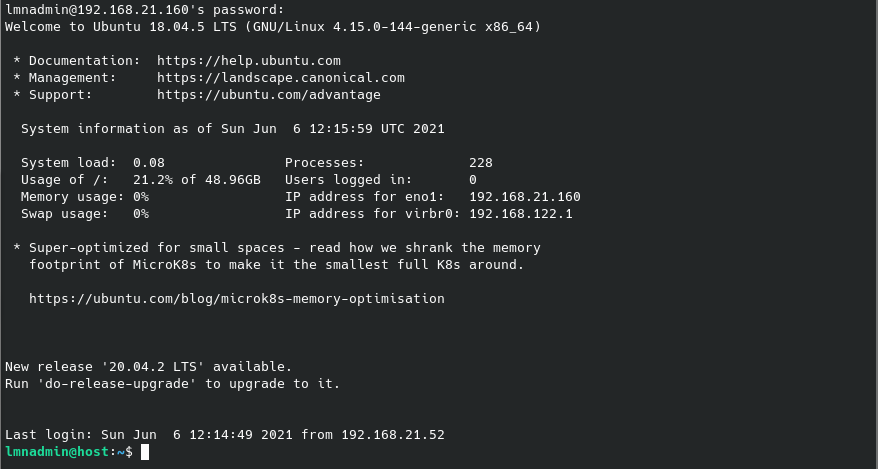 lmnadmin@192.168.21.160's password:
Welcome to Ubuntu 18.04.5 LTS (GNU/Linux 4.15.0-144-generic x86_64)
* Documentation:  https://help.ubuntu.com
* Management:     https://landscape.canonical.com
* Support:        https://ubuntu.com/advantage
System information as of Sun Jun  6 12:15:59 UTC 2021
System load:  0.08               Processes:             228
Usage of /:   21.2% of 48.96GB   Users logged in:       0
Memory usage: 0%                 IP address for eno1:   192.168.21.160
Swap usage:   0%                 IP address for virbr0: 192.168.122.1
* Super-optimized for small spaces - read how we shrank the memory
footprint of MicroK8s to make it the smallest full K8s around.
https://ubuntu.com/blog/microk8s-memory-optimisation
New release '20.04.2 LTS' available.
Run 'do-release-upgrade' to upgrade to it.
Last login: Sun Jun  6 12:14:49 2021 from 192.168.21.52
lmnadmin@host:~$